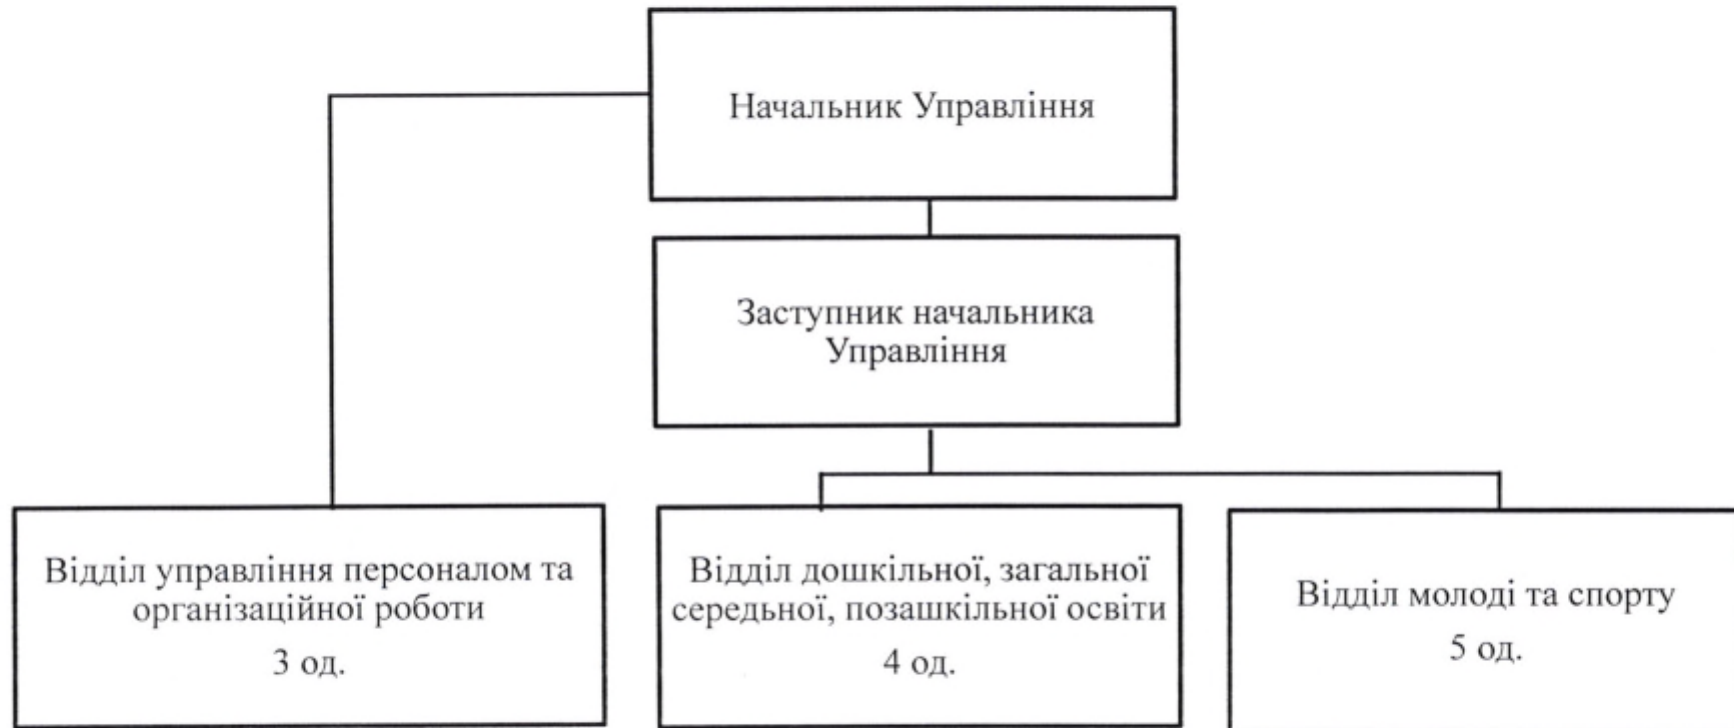 Начальник Управління
Заступник начальника
Управління
Відділ управління персоналом та
організаційної роботи
3 од.
Відділ дошкільної, загальної
середньої, позашкільної освіти
4 од.
Відділ молоді та спорту
5 од.